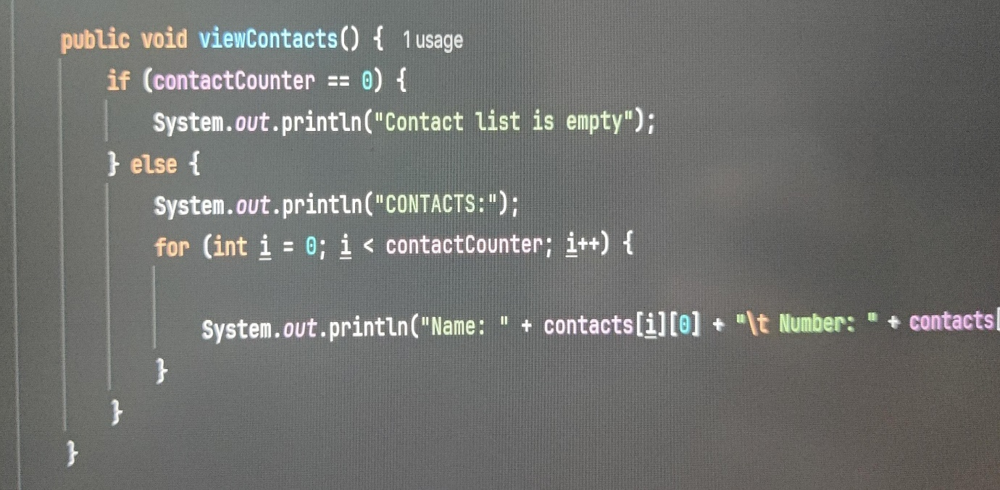 public void viewContacts() { 1 usage
if (contactCounter == 0) {
System.out.println("Contact list is empty");
} else {
System.out.println("CONTACTS:");
for (int i = 0; i < contactCounter; i++) {
System.out.println("Name: " + contacts[i][0] + "\t Number: " + contacts[
}
}
}